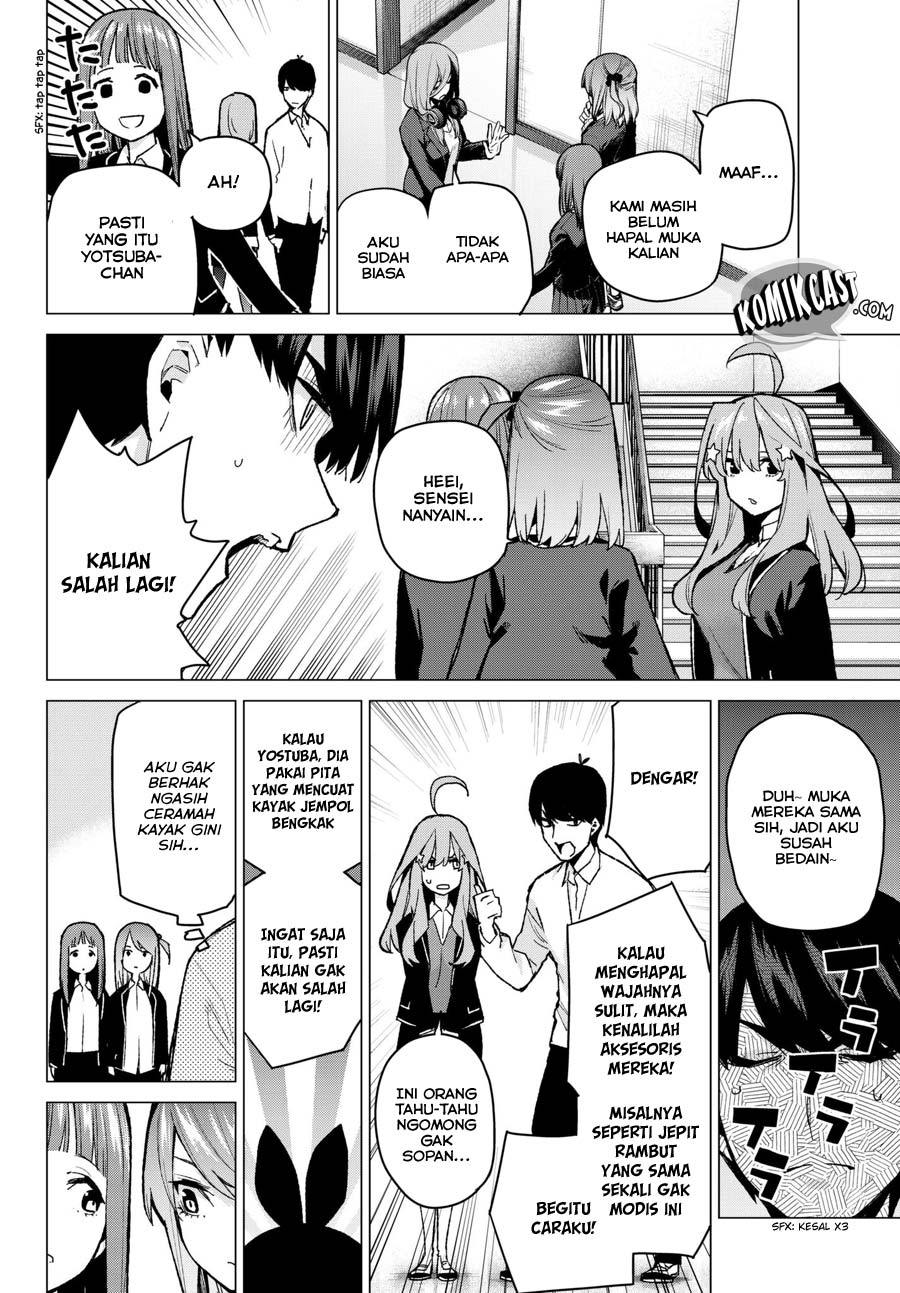 MAAF...
KAMI MASIH
BELUM
HAPAL MUKA
KALIAN
TIDAK
APA-APA
AKU
SUDAH
BIASA
たたた
SFX: tap tap tap
AH!
PASTI
YANG ITU
YOTSUBA-
CHAN
KOMIKCAST
.COM
HEEI,
SENSEI
NANYAIN...
KALIAN
SALAH LAGI!
DUH~ MUKA
MEREKA SAMA
SIH, JADI AKU
SUSAH
BEDAIN~
イライライラ
SFX: KESAL X3
DENGAR!
KALAU
MENGHAPAL
WAJAHNYA
SULIT, MAKA
KENALILAH
AKSESORIS
MEREKA!
MISALNYA
SEPERTI JEPIT
RAMBUT
YANG SAMA
SEKALI GAK
MODIS INI
BEGITU
CARAKU!
INI ORANG
TAHU-TAHU
NGOMONG
GAK
SOPAN...
KALAU
YOSTUBA, DIA
PAKAI PITA
YANG MENCUAT
KAYAK JEMPOL
BENGKAK
INGAT SAJA
ITU, PASTI
KALIAN GAK
AKAN SALAH
LAGI!
AKU GAK
BERHAK
NGASIH
CERAMAH
KAYAK GINI
SIH...